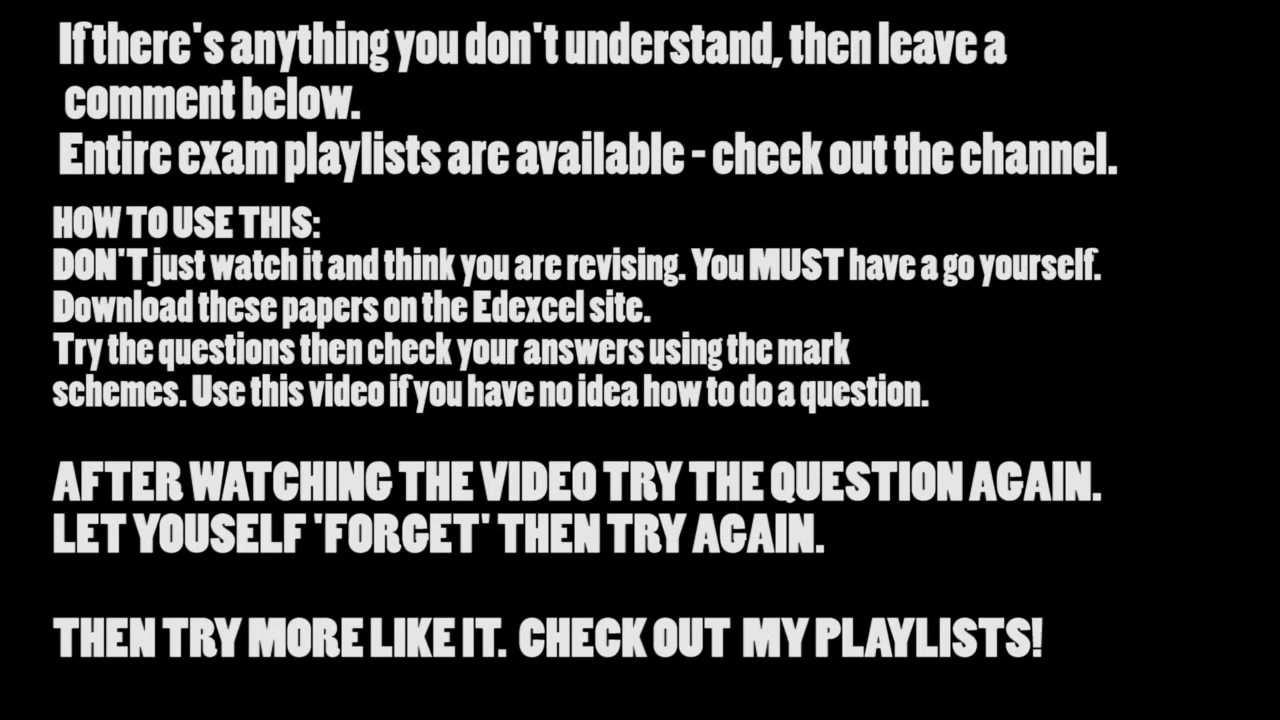 If there's anything you don't understand, then leave a
comment below.
Entire exam playlists are available - check out the channel.
HOW TO USE THIS:
DON'T just watch it and think you are revising. You MUST have a go yourself.
Download these papers on the Edexcel site.
Try the questions then check your answers using the mark
schemes. Use this video if you have no idea how to do a question.
AFTER WATCHING THE VIDEO TRY THE QUESTION AGAIN.
LET YOUSELF 'FORGET' THEN TRY AGAIN.
THEN TRY MORE LIKE IT. CHECK OUT MY PLAYLISTS!